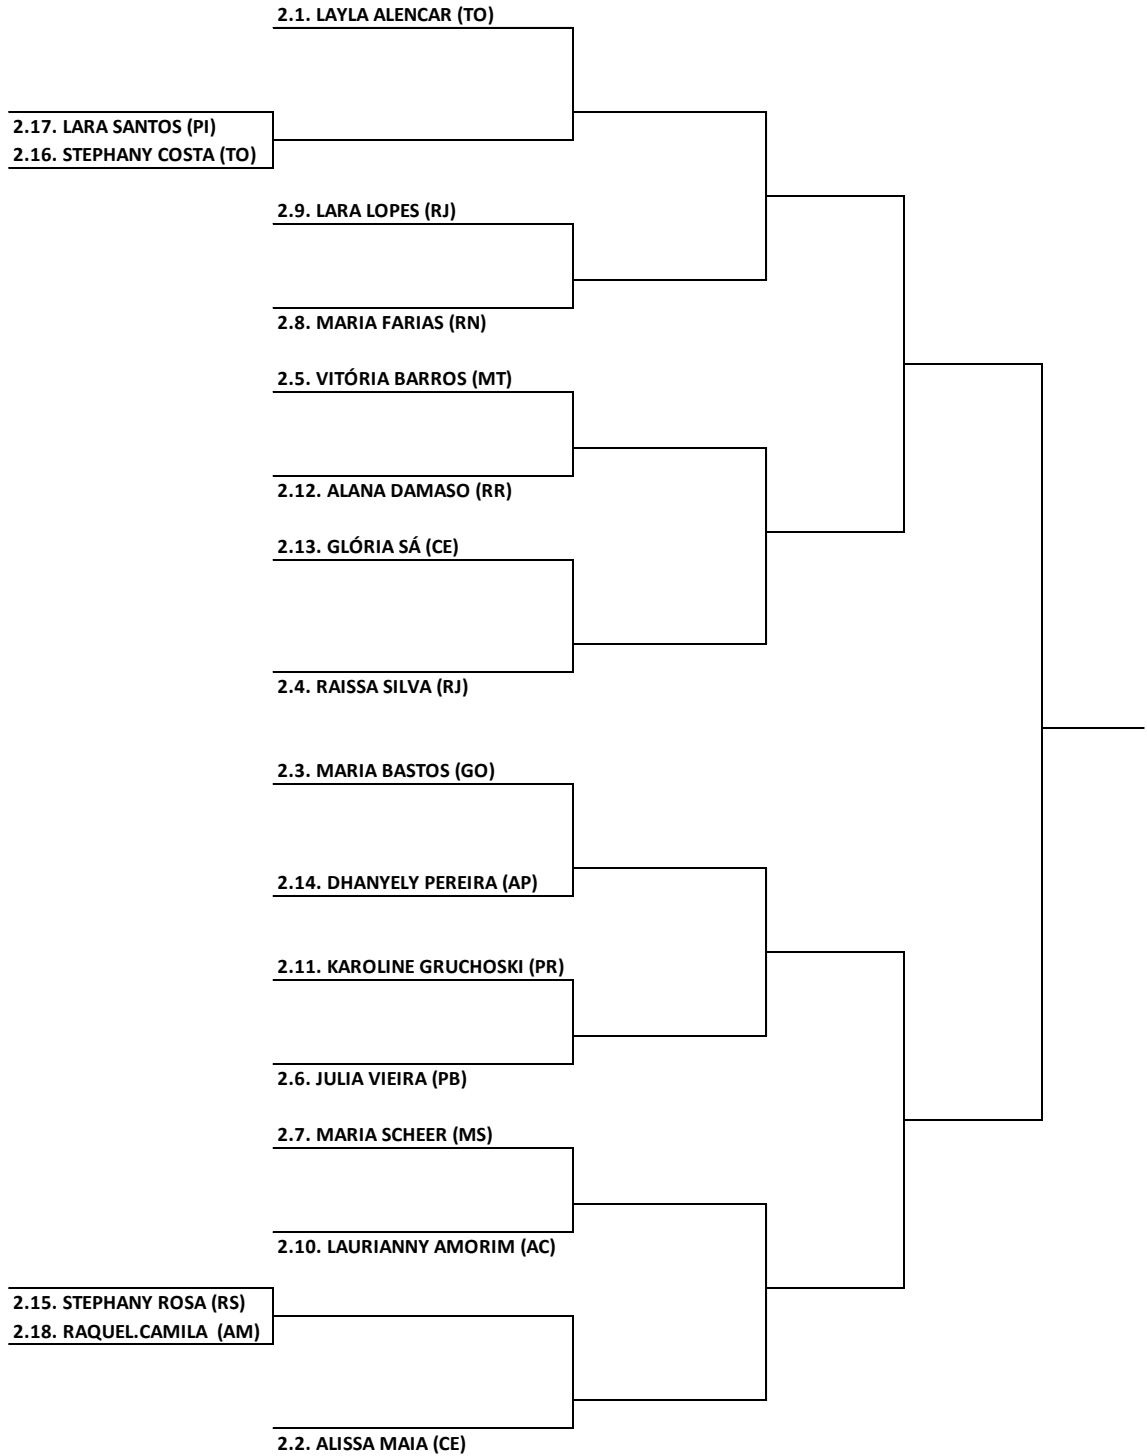 2.1. LAYLA ALENCAR (TO)
2.17. LARA SANTOS (PI)
2.16. STEPHANY COSTA (TO)
2.9. LARA LOPES (RJ)
2.8. MARIA FARIAS (RN)
2.5. VITÓRIA BARROS (MT)
2.12. ALANA DAMASO (RR)
2.13. GLÓRIA SÁ (CE)
2.4. RAISSA SILVA (RJ)
2.3. MARIA BASTOS (GO)
2.14. DHANYELY PEREIRA (AP)
2.11. KAROLINE GRUCHOSKI (PR)
2.6. JULIA VIEIRA (PB)
2.7. MARIA SCHEER (MS)
2.10. LAURIANNY AMORIM (AC)
2.15. STEPHANY ROSA (RS)
2.18. RAQUEL.CAMILA (AM)
2.2. ALISSA MAIA (CE)